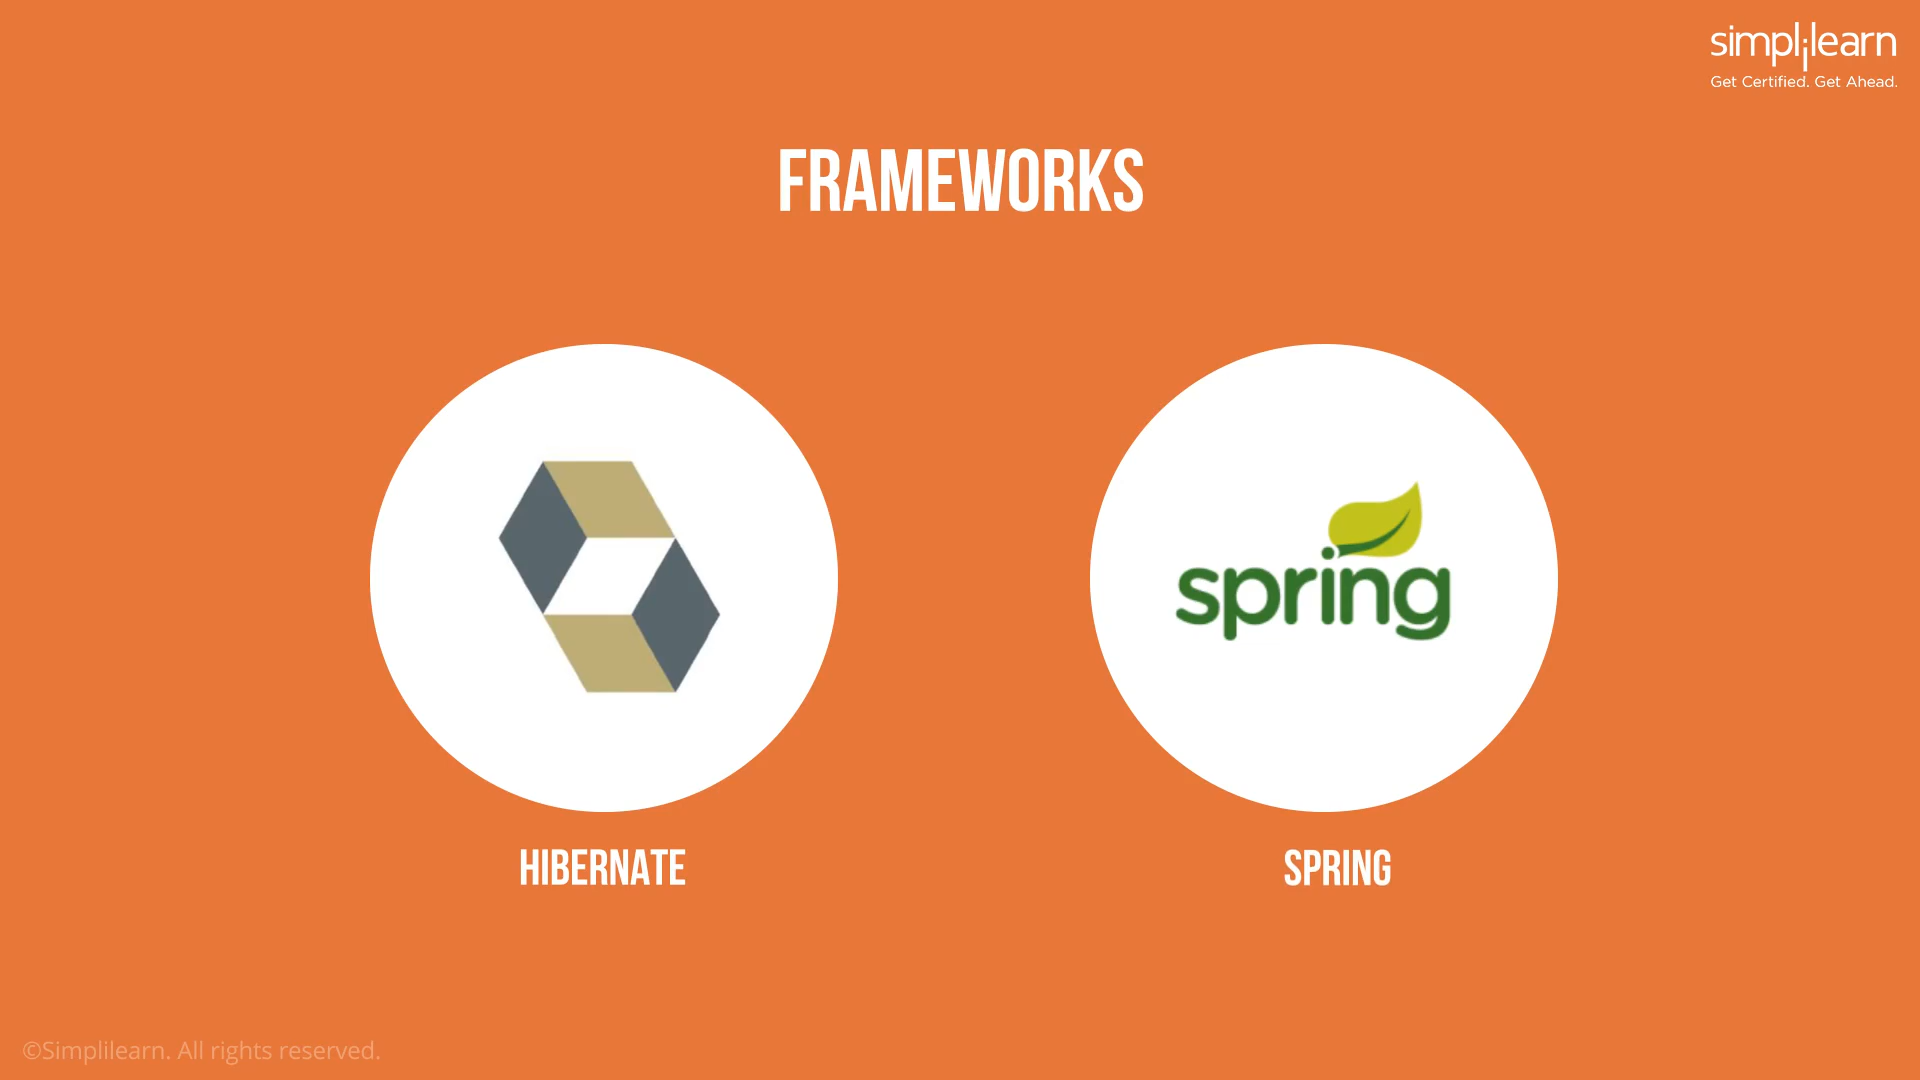 simplilearn
Get Certified. Get Ahead.
FRAMEWORKS
spring
HIBERNATE
SPRING
©Simplilearn. All rights reserved.